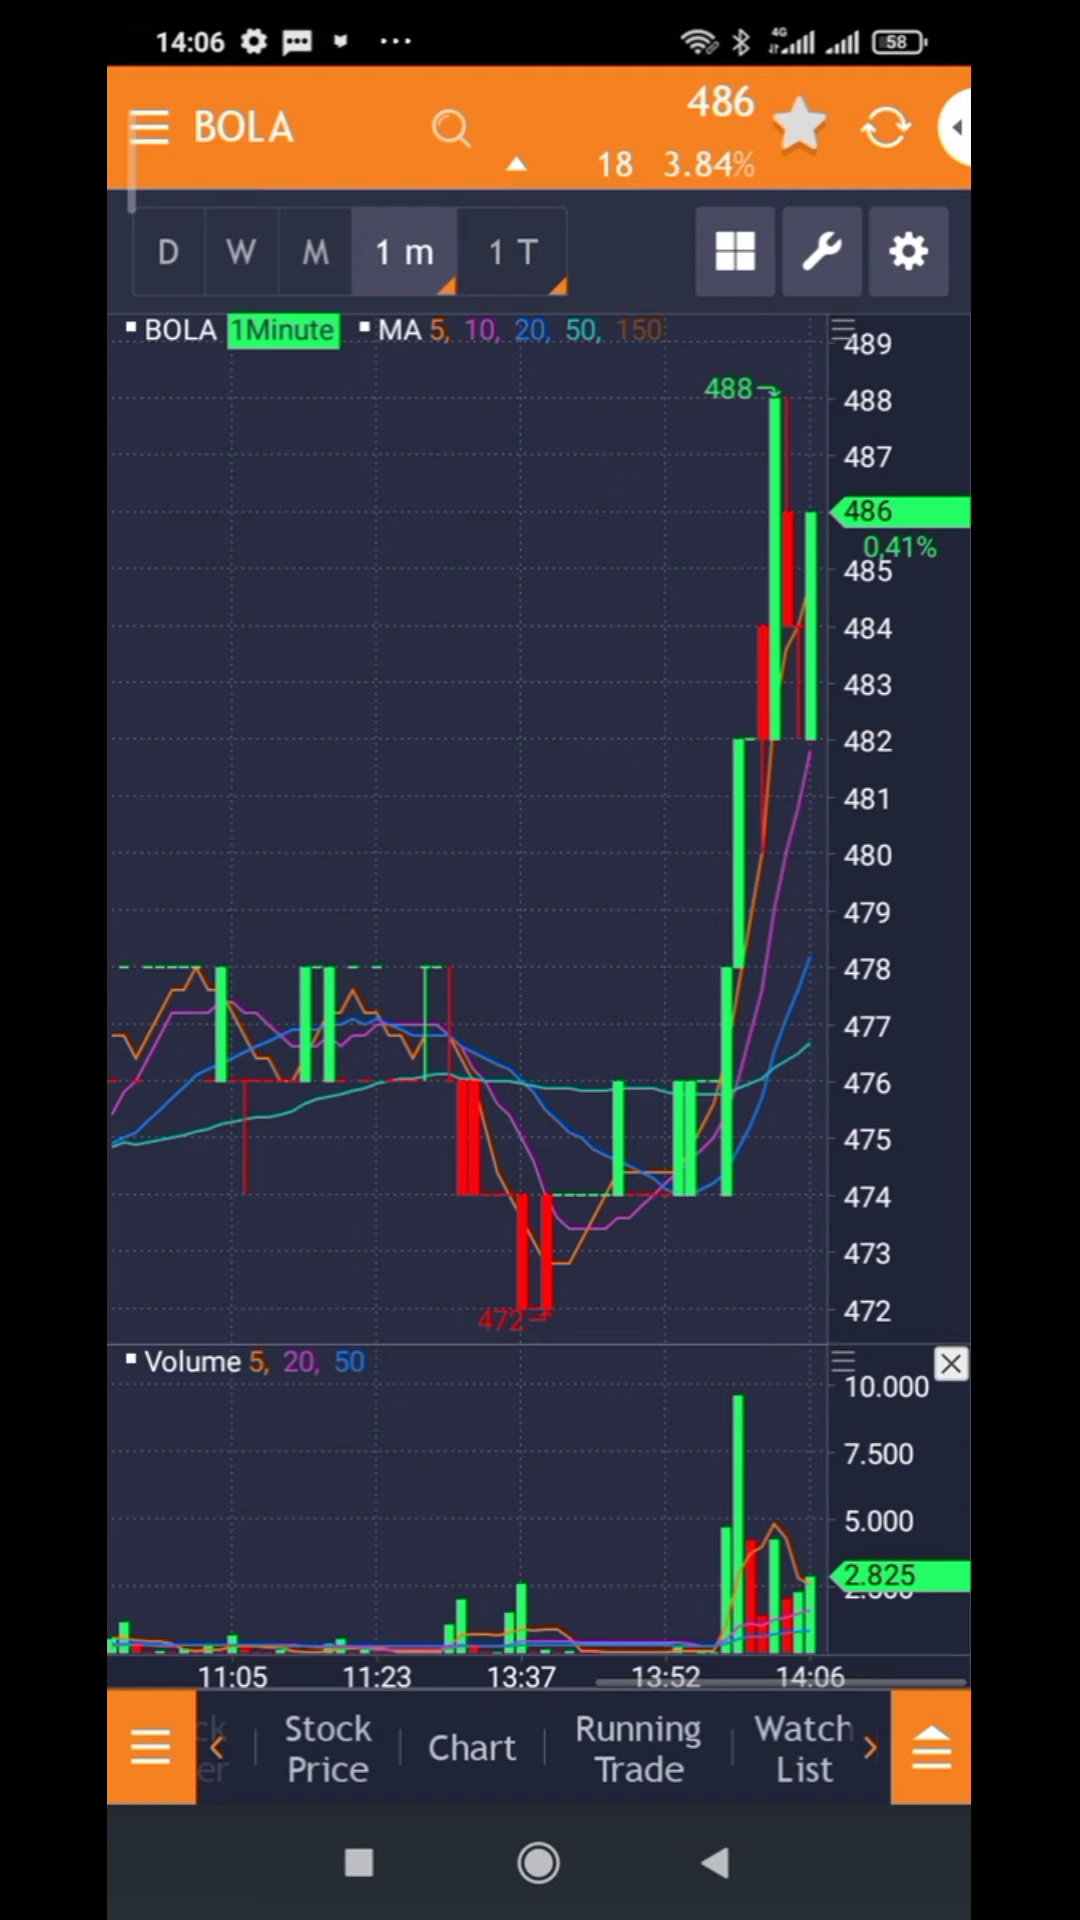 14:06
4G
58
BOLA
486
18 3.84%
D W M 1 m 1 T
BOLA 1Minute MA 5, 10, 20, 50, 150
489
488
488
487
486
0,41%
485
484
483
482
481
480
479
478
477
476
475
474
473
472
472
Volume 5, 20, 50
10.000
7.500
5.000
2.825
11:05 11:23 13:37 13:52 14:06
Stock Price
Chart
Running Trade
Watch List